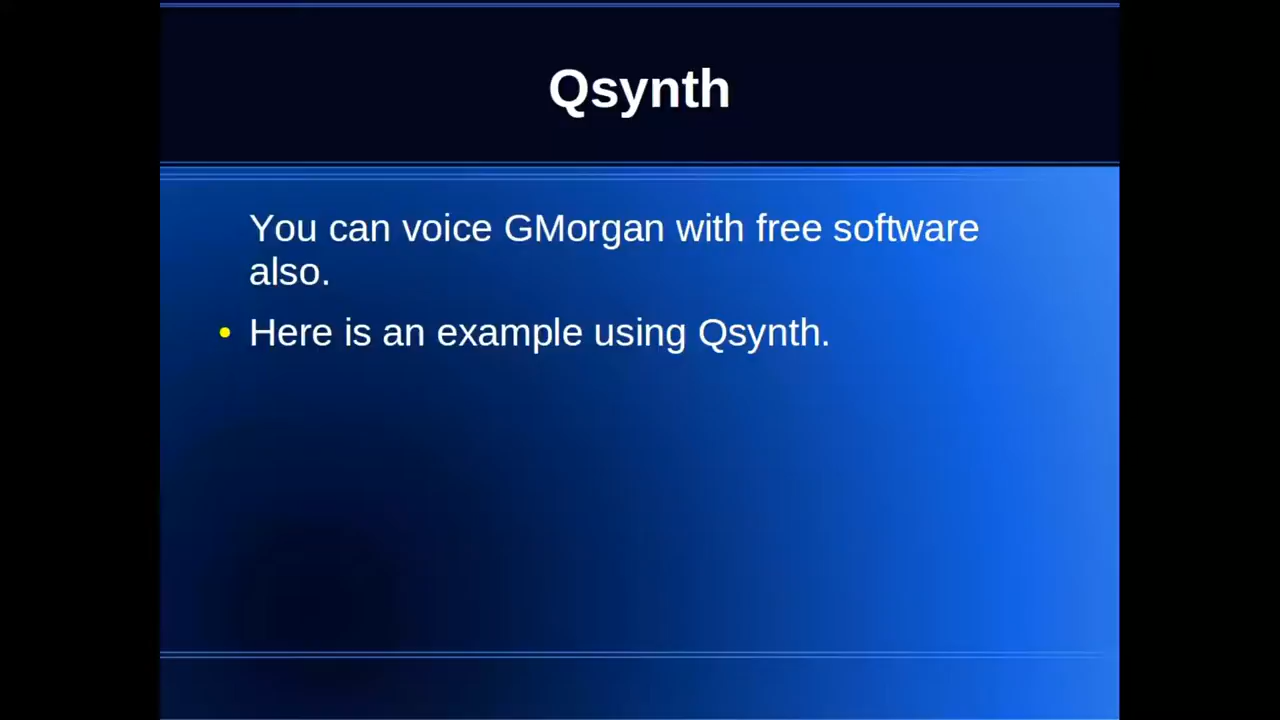 Qsynth
You can voice GMorgan with free software
also.
• Here is an example using Qsynth.